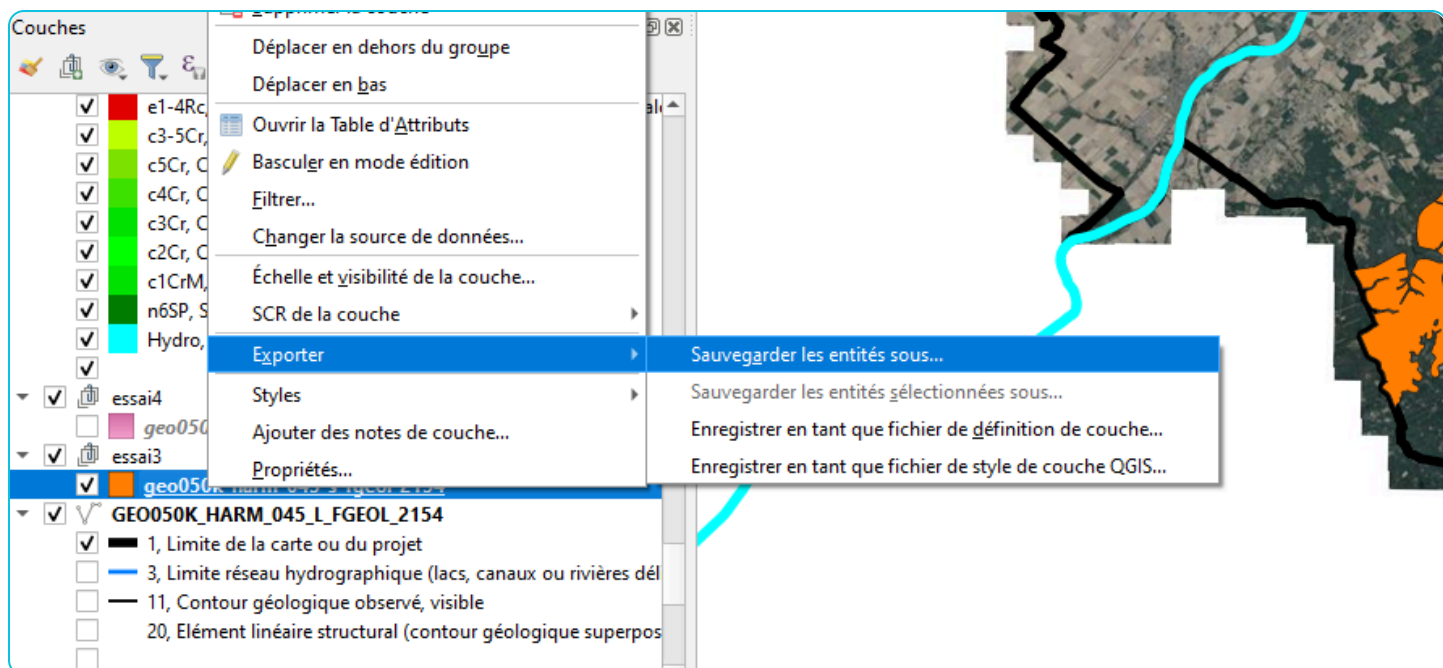 Couches
Déplacer en dehors du groupe
Déplacer en bas
Ouvrir la Table d'Attributs
Basculer en mode édition
Filtrer...
Changer la source de données...
Échelle et visibilité de la couche...
SCR de la couche
Exporter
Styles
Ajouter des notes de couche...
Propriétés...
Sauvegarder les entités sous...
Sauvegarder les entités sélectionnées sous...
Enregistrer en tant que fichier de définition de couche...
Enregistrer en tant que fichier de style de couche QGIS...
e1-4Rc,
c3-5Cr,
c5Cr, C
c4Cr, C
c3Cr, C
c2Cr, C
c1CrM,
n6SP, S
Hydro,
essai4
geo050
essai3
GEO050K_HARM_045_L_FGEOL_2154
1, Limite de la carte ou du projet
3, Limite réseau hydrographique (lacs, canaux ou rivières dél
11, Contour géologique observé, visible
20, Elément linéaire structural (contour géologique superpos